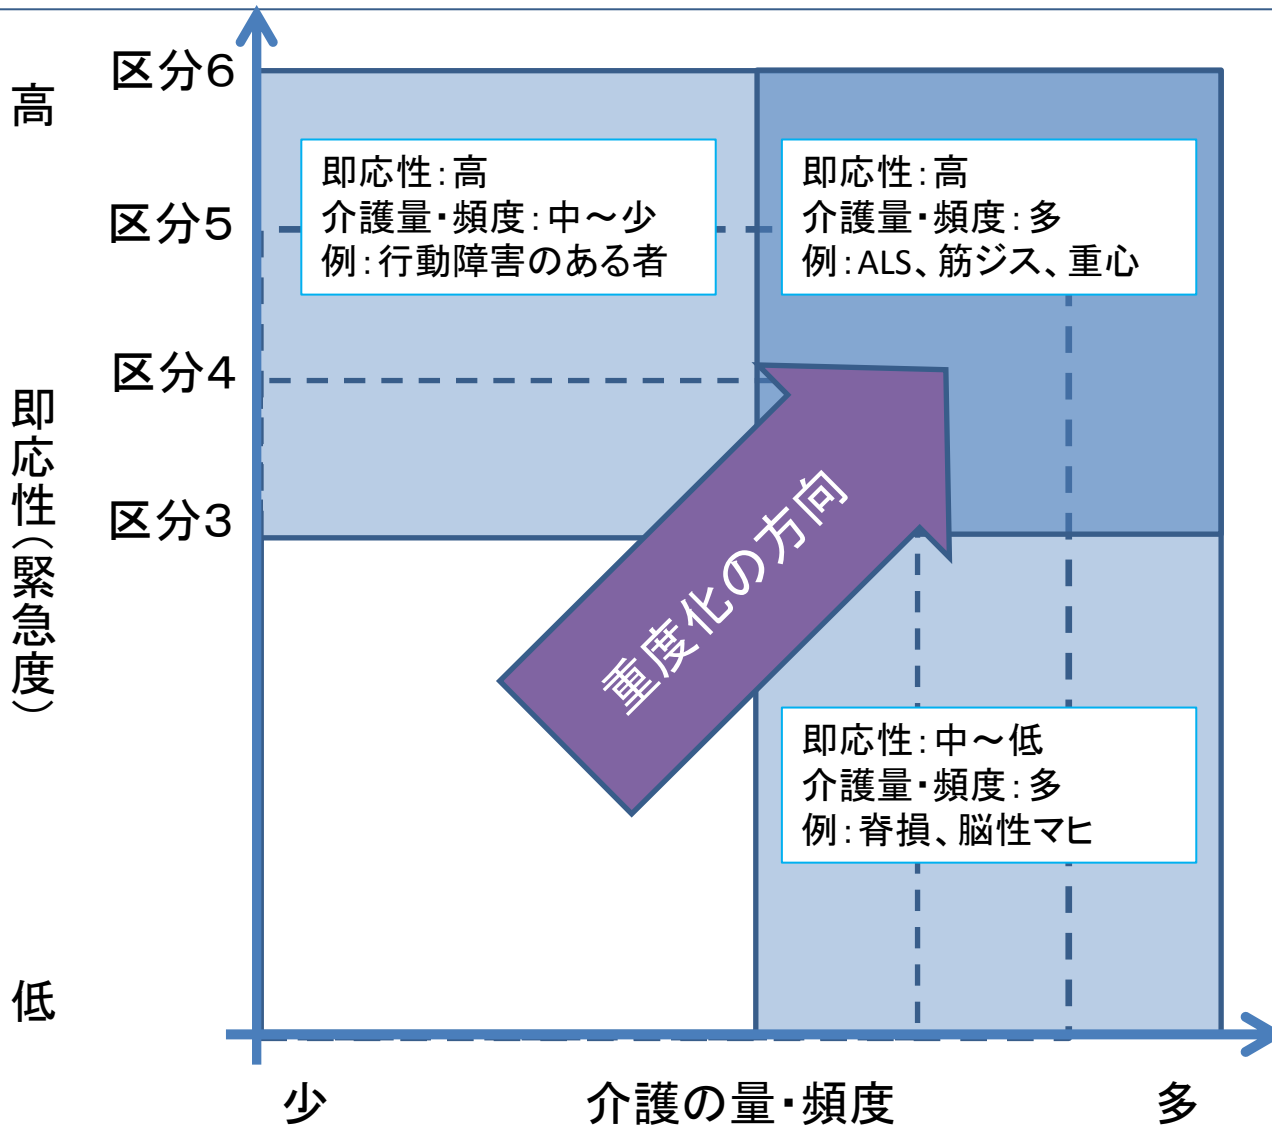 高
即応性（緊急度）
低
区分６
区分５
区分４
区分３
即応性：高
介護量・頻度：中～少
例：行動障害のある者
即応性：高
介護量・頻度：多
例：ALS、筋ジス、重心
重度化の方向
即応性：中～低
介護量・頻度：多
例：脊損、脳性マヒ
少
介護の量・頻度
多